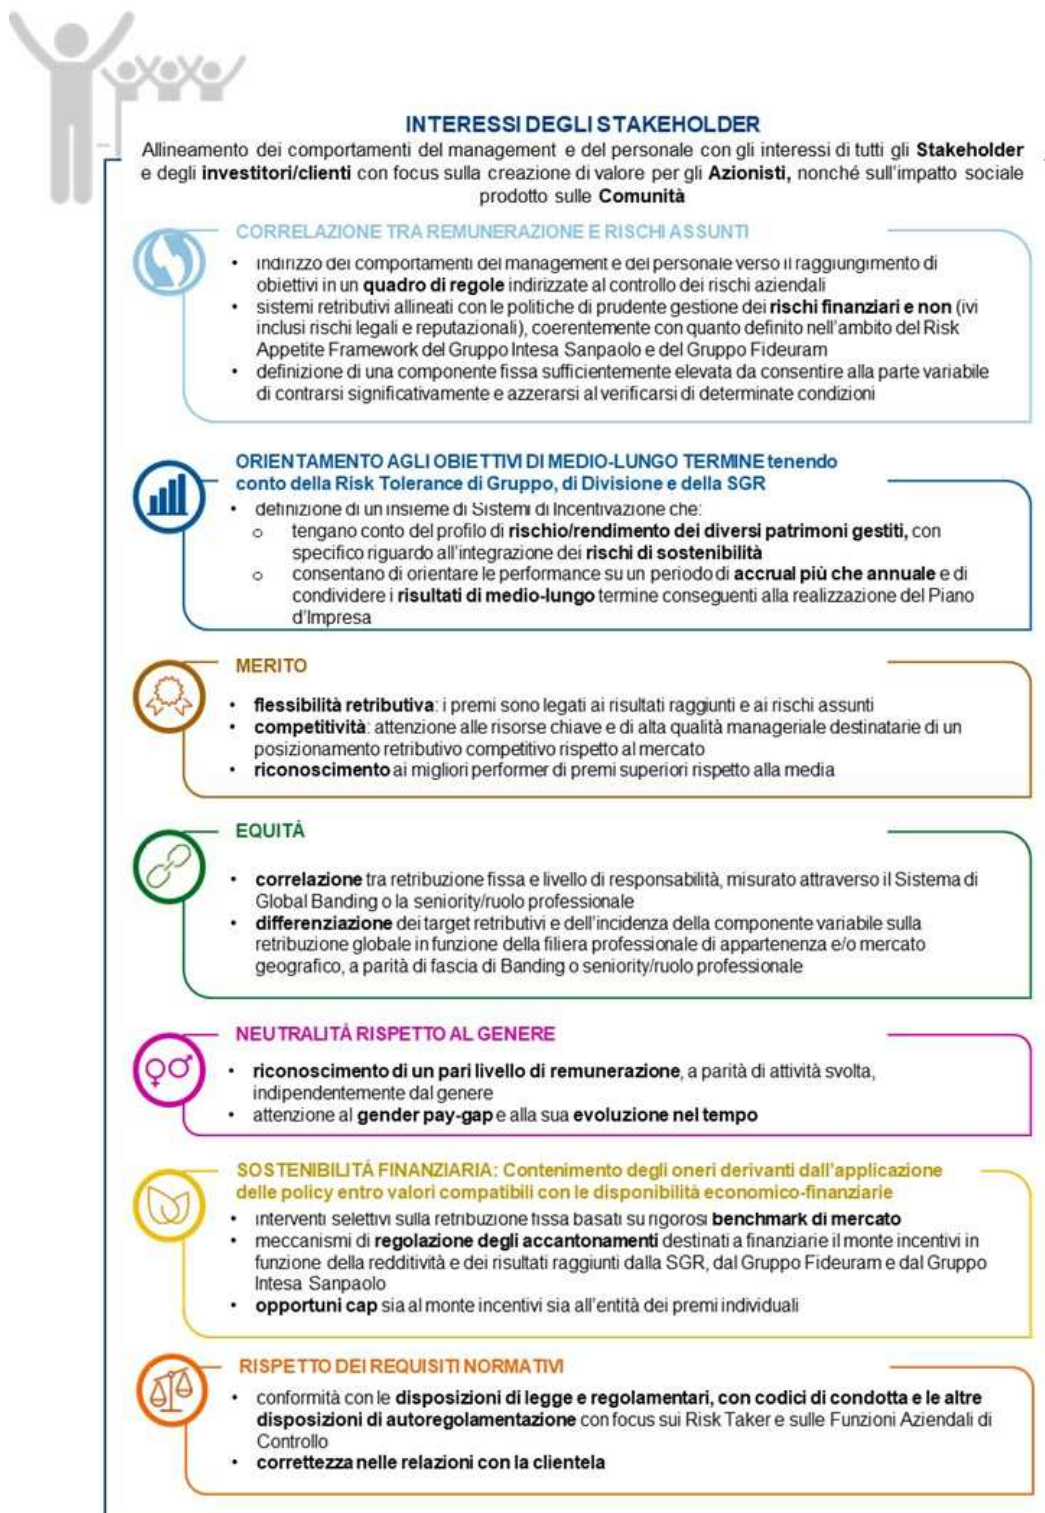 INTERESSI DEGLI STAKEHOLDER
Allineamento dei comportamenti del management e del personale con gli interessi di tutti gli Stakeholder
e degli investitori/clienti con focus sulla creazione di valore per gli Azionisti, nonché sull'impatto sociale
prodotto sulle Comunità
CORRELAZIONE TRA REMUNERAZIONE E RISCHI ASSUNTI
• indirizzo dei comportamenti del management e del personale verso il raggiungimento di
obiettivi in un quadro di regole indirizzate al controllo dei rischi aziendali
• sistemi retributivi allineati con le politiche di prudente gestione dei rischi finanziari e non (ivi
inclusi rischi legali e reputazionali), coerentemente con quanto definito nell'ambito del Risk
Appetite Framework del Gruppo Intesa Sanpaolo e del Gruppo Fideuram
• definizione di una componente fissa sufficientemente elevata da consentire alla parte variabile
di contrarsi significativamente e azzerarsi al verificarsi di determinate condizioni
ORIENTAMENTO AGLI OBIETTIVI DI MEDIO-LUNGO TERMINE tenendo
conto della Risk Tolerance di Gruppo, di Divisione e della SGR
• definizione di un insieme di Sistemi di Incentivazione che:
o tengano conto del profilo di rischio/rendimento dei diversi patrimoni gestiti, con
specifico riguardo all'integrazione dei rischi di sostenibilità
o consentano di orientare le performance su un periodo di accrual più che annuale e di
condividere i risultati di medio-lungo termine conseguenti alla realizzazione del Piano
d'Impresa
MERITO
• flessibilità retributiva: i premi sono legati ai risultati raggiunti e ai rischi assunti
• competitività: attenzione alle risorse chiave e di alta qualità manageriale destinatarie di un
posizionamento retributivo competitivo rispetto al mercato
• riconoscimento ai migliori performer di premi superiori rispetto alla media
EQUITÀ
• correlazione tra retribuzione fissa e livello di responsabilità, misurato attraverso il Sistema di
Global Banding o la seniority/ruolo professionale
• differenziazione dei target retributivi e dell'incidenza della componente variabile sulla
retribuzione globale in funzione della filiera professionale di appartenenza e/o mercato
geografico, a parità di fascia di Banding o seniority/ruolo professionale
NEUTRALITÀ RISPETTO AL GENERE
• riconoscimento di un pari livello di remunerazione, a parità di attività svolta,
indipendentemente dal genere
• attenzione al gender pay-gap e alla sua evoluzione nel tempo
SOSTENIBILITÀ FINANZIARIA: Contenimento degli oneri derivanti dall'applicazione
delle policy entro valori compatibili con le disponibilità economico-finanziarie
• interventi selettivi sulla retribuzione fissa basati su rigorosi benchmark di mercato
• meccanismi di regolazione degli accantonamenti destinati a finanziarie il monte incentivi in
funzione della redditività e dei risultati raggiunti dalla SGR, dal Gruppo Fideuram e dal Gruppo
Intesa Sanpaolo
• opportuni cap sia al monte incentivi sia all'entità dei premi individuali
RISPETTO DEI REQUISITI NORMATIVI
• conformità con le disposizioni di legge e regolamentari, con codici di condotta e le altre
disposizioni di autoregolamentazione con focus sui Risk Taker e sulle Funzioni Aziendali di
Controllo
• correttezza nelle relazioni con la clientela